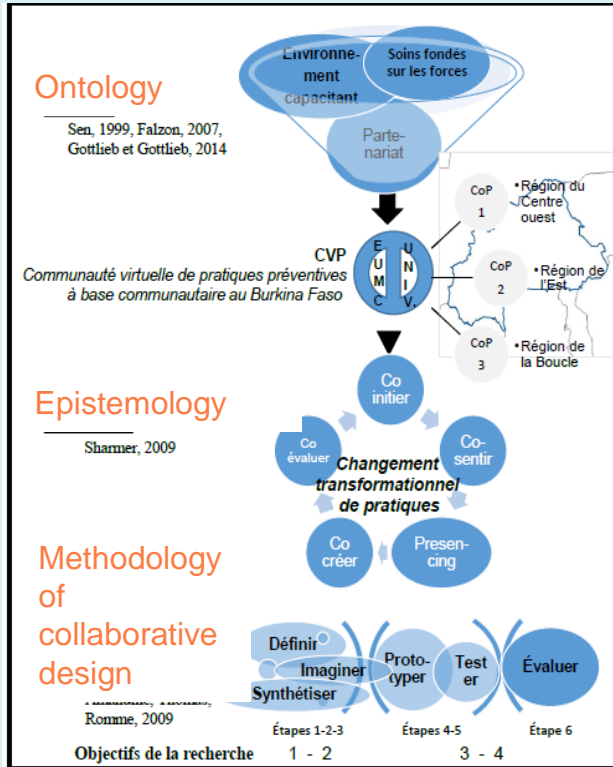 Ontology
Sen, 1999, Falzon, 2007,
Gottlieb et Gottlieb, 2014
Environne-
ment
capacitant
Soins fondés
sur les forces
Parte-
nariat
CVP
Communauté virtuelle de pratiques préventives
à base communautaire au Burkina Faso
E U M C
U N I V.
CoP
1
•Région du
Centre
ouest
CoP
2
•Région de
l'Est
CoP
3
•Région de
la Boucle
Epistemology
Sharmer, 2009
Co
initier
Co-
sentir
Presen-
cing
Co
créer
Co
évaluer
Changement
transformationnel
de pratiques
Methodology
of
collaborative
design
Romme, 2009
Définir
Imaginer
Synthétiser
Proto-
xyper
Test
er
Évaluer
Étapes 1-2-3
Étapes 4-5
Étape 6
Objectifs de la recherche
1 - 2
3 - 4